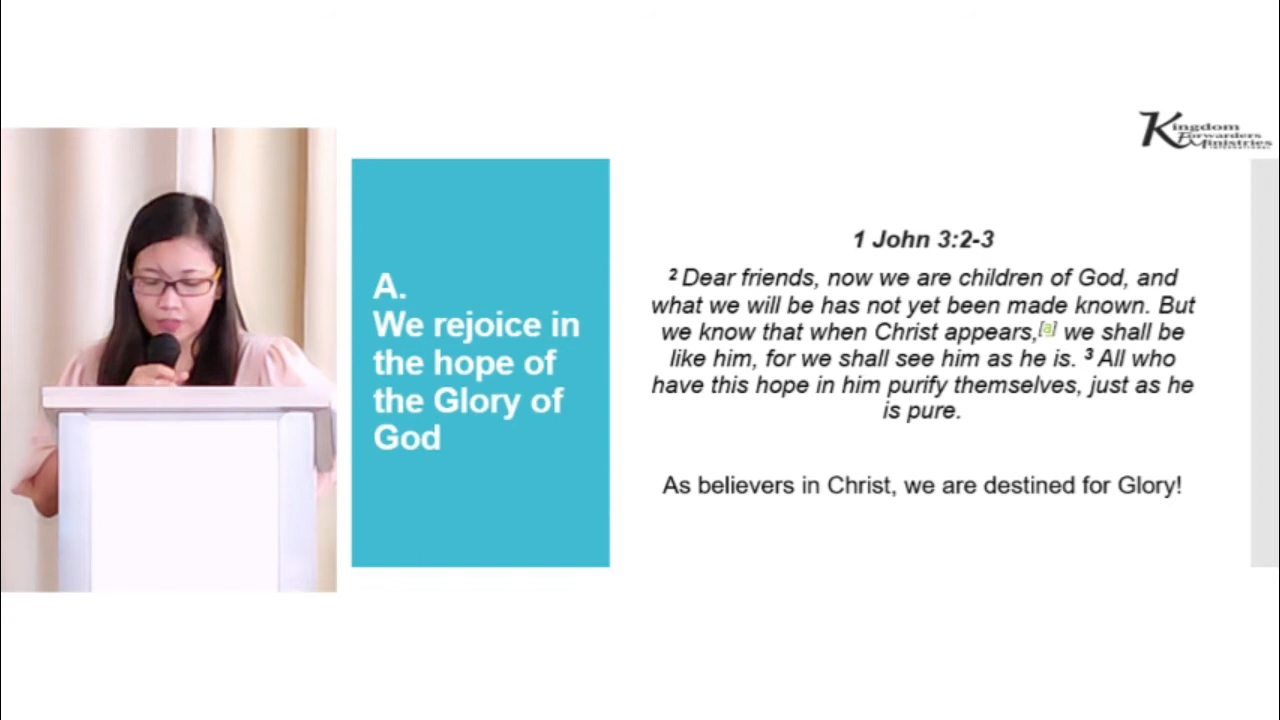 Kingdom
Forwarders
Ministries
INTERNATIONAL
A.
We rejoice in
the hope of
the Glory of
God
1 John 3:2-3
² Dear friends, now we are children of God, and
what we will be has not yet been made known. But
we know that when Christ appears,[a] we shall be
like him, for we shall see him as he is. ³ All who
have this hope in him purify themselves, just as he
is pure.
As believers in Christ, we are destined for Glory!